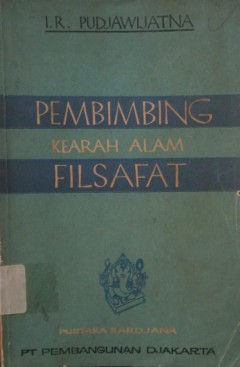 I.R. PUDJAWIJATNA
PEMBIMBING
KEARAH ALAM
FILSAFAT
PUSTAKA SARDJANA
PT PEMBANGUNAN DJAKARTA